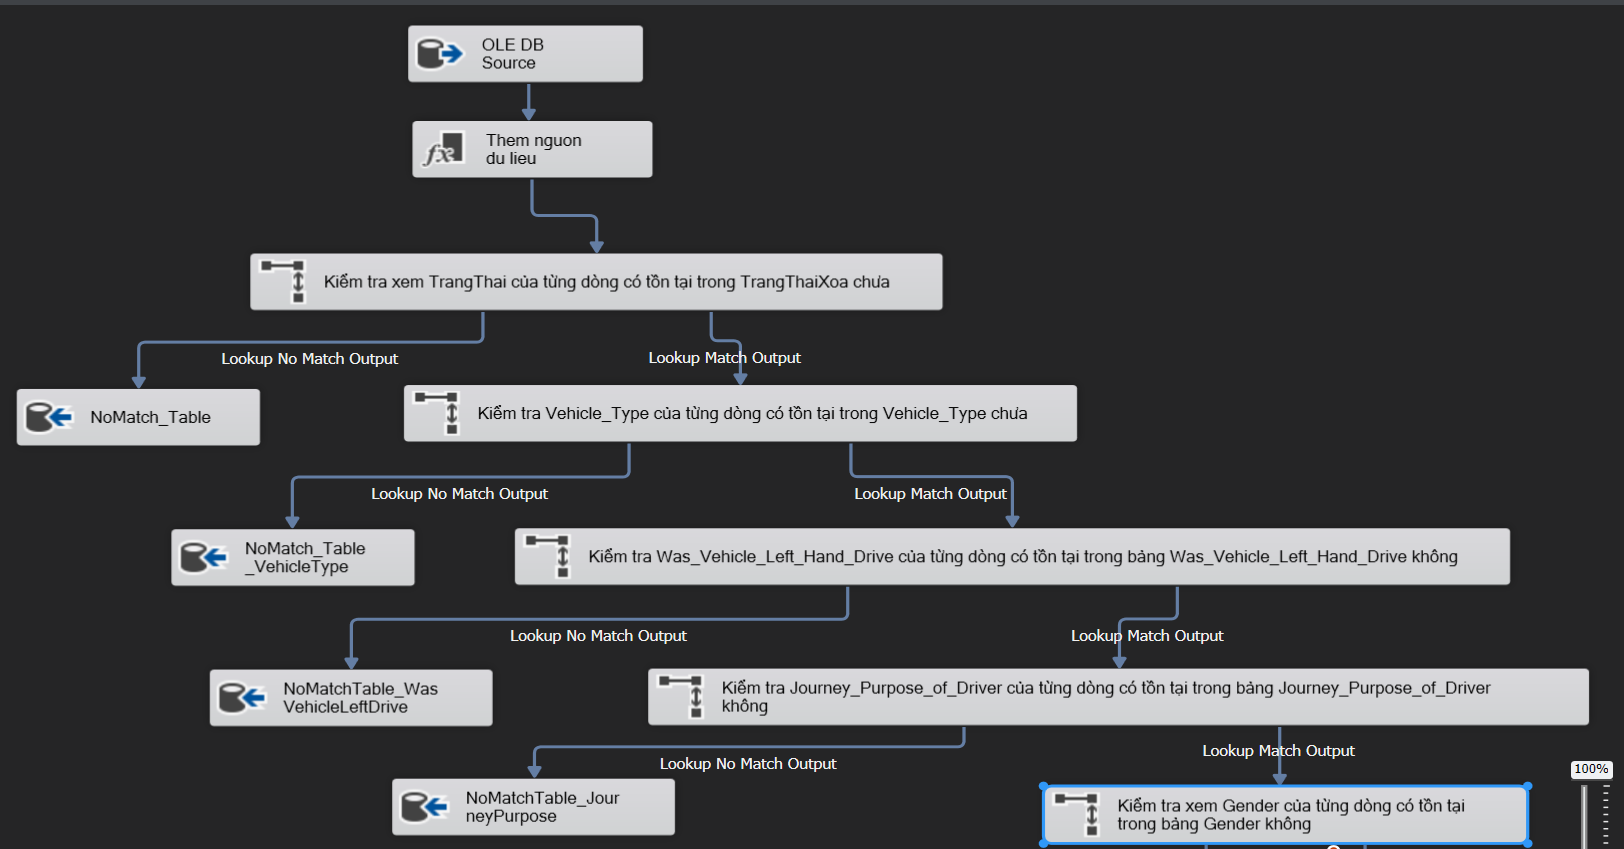 OLE DB
Source
Them nguon
du lieu
Kiểm tra xem TrangThai của từng dòng có tồn tại trong TrangThaiXoa chưa
Lookup No Match Output
Lookup Match Output
NoMatch_Table
Kiểm tra Vehicle_Type của từng dòng có tồn tại trong Vehicle_Type chưa
Lookup No Match Output
Lookup Match Output
NoMatch_Table
_VehicleType
Kiểm tra Was_Vehicle_Left_Hand_Drive của từng dòng có tồn tại trong bảng Was_Vehicle_Left_Hand_Drive không
Lookup No Match Output
Lookup Match Output
NoMatchTable_Was
VehicleLeftDrive
Kiểm tra Journey_Purpose_of_Driver của từng dòng có tồn tại trong bảng Journey_Purpose_of_Driver
không
Lookup No Match Output
Lookup Match Output
NoMatchTable_Jour
neyPurpose
Kiểm tra xem Gender của từng dòng có tồn tại
trong bảng Gender không
100%